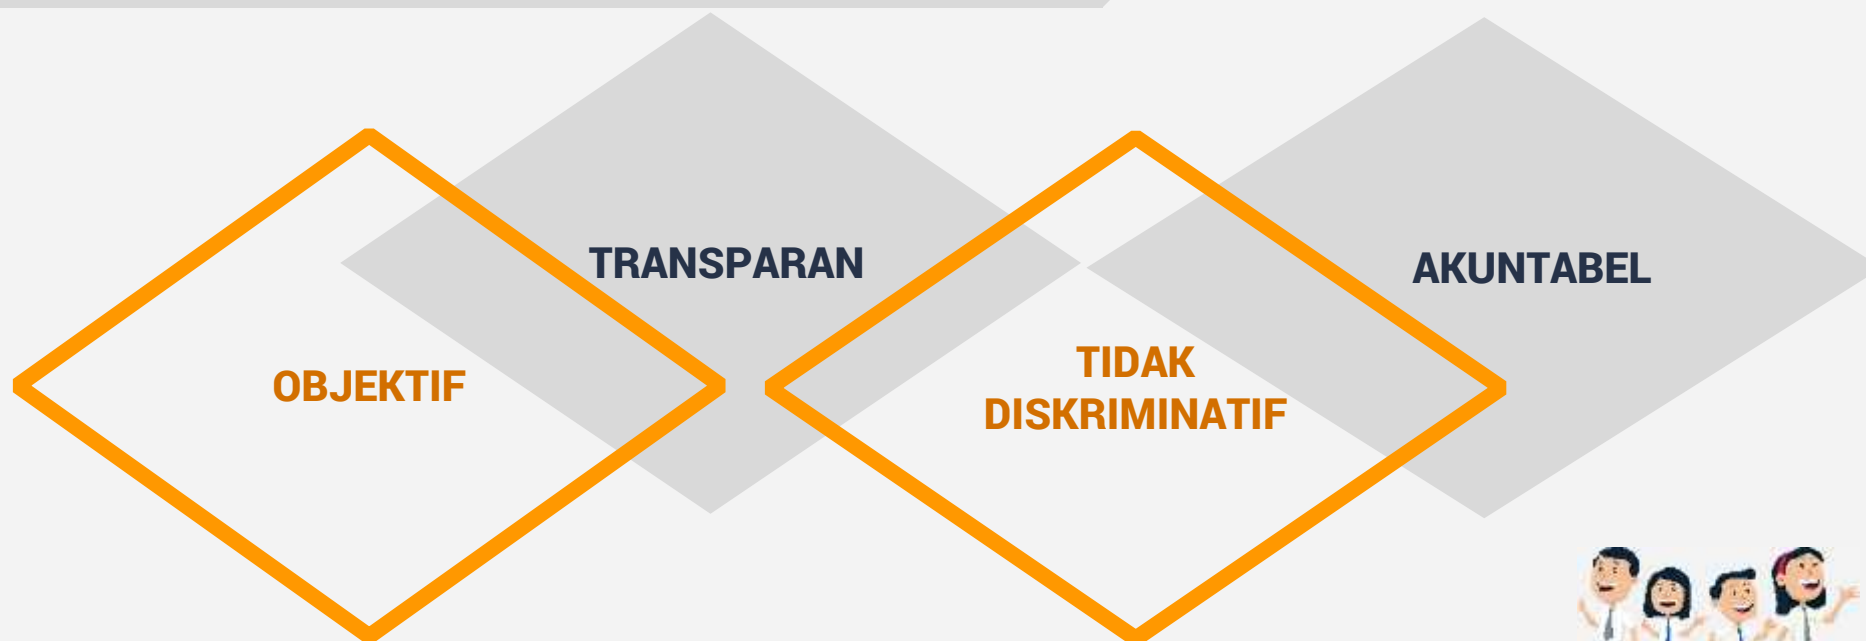 OBJEKTIF
TRANSPARAN
TIDAK
DISKRIMINATIF
AKUNTABEL